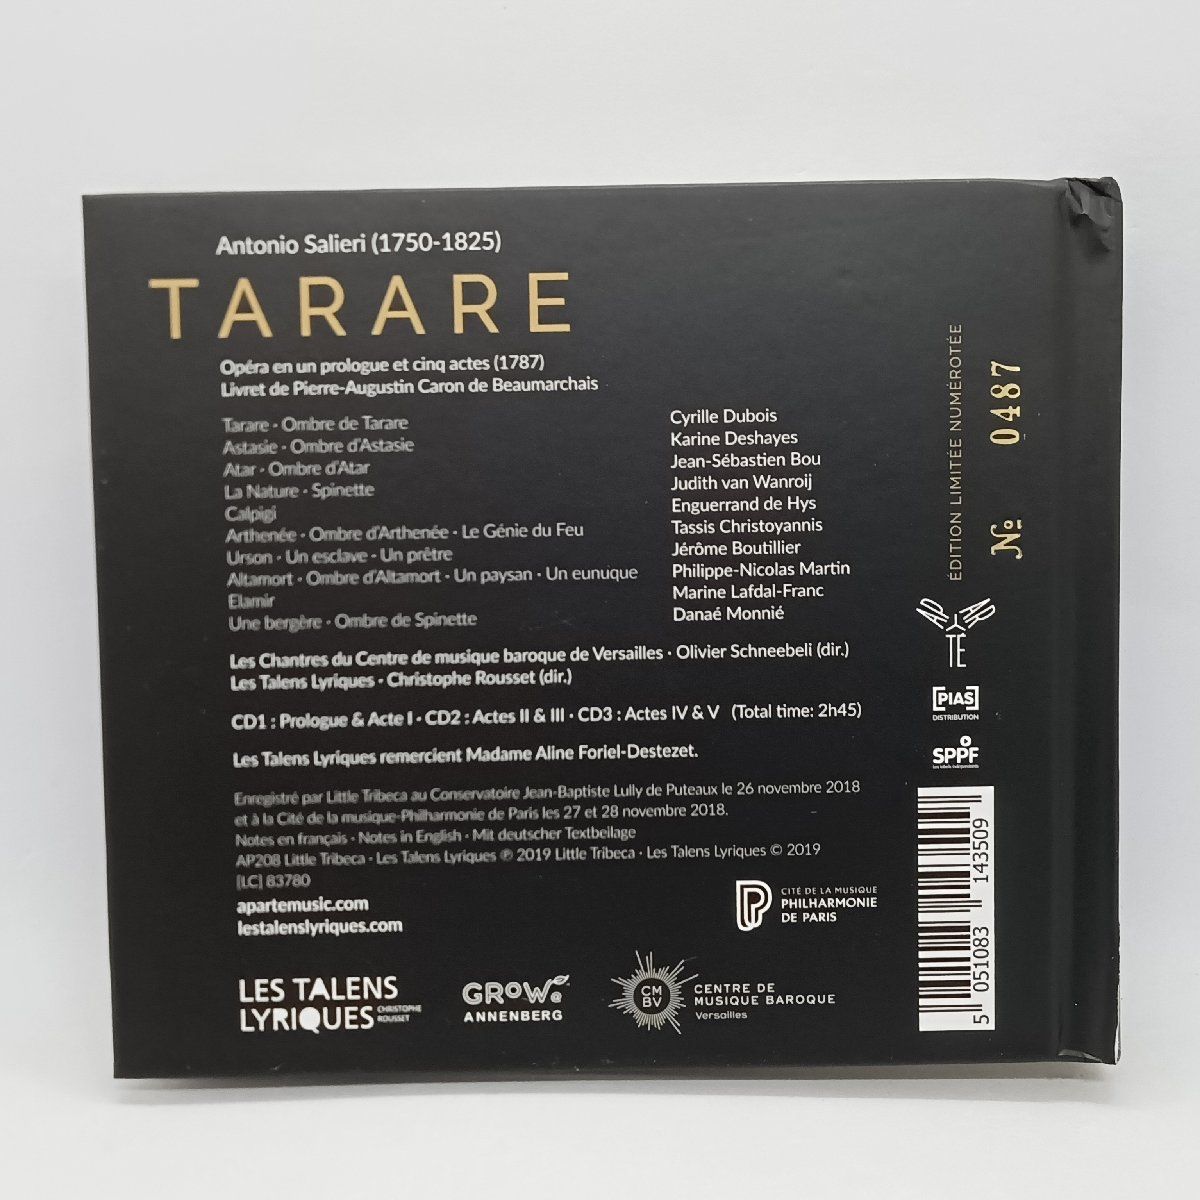 Antonio Salieri (1750-1825)
TARARE
Opéra en un prologue et cinq actes (1787)
Livret de Pierre-Augustin Caron de Beaumarchais
Tarare · Ombre de Tarare Cyrille Dubois
Astasie · Ombre d'Astasie Karine Deshayes
Atar · Ombre d'Atar Jean-Sébastien Bou
La Nature · Spinette Judith van Wanroij
Calpigi Enguerrand de Hys
Arthenée · Ombre d'Arthenée · Le Génie du Feu Tassis Christoyannis
Urson · Un esclave · Un prêtre Jérôme Boutillier
Altamort · Ombre d'Altamort · Un paysan · Un eunuque Philippe-Nicolas Martin
Elamir Marine Lafdal-Franc
Une bergère · Ombre de Spinette Danaé Monnié
Les Chantres du Centre de musique baroque de Versailles · Olivier Schneebeli (dir.)
Les Talens Lyriques · Christophe Rousset (dir.)
CD1 : Prologue & Acte I · CD2 : Actes II & III · CD3 : Actes IV & V (Total time: 2h45)
Les Talens Lyriques remercient Madame Aline Foriel-Destezet.
Enregistré par Little Tribeca au Conservatoire Jean-Baptiste Lully de Puteaux le 26 novembre 2018
et à la Cité de la musique-Philharmonie de Paris les 27 et 28 novembre 2018.
Notes en français · Notes in English · Mit deutscher Textbeilage
AP208 Little Tribeca · Les Talens Lyriques ℗ 2019 Little Tribeca · Les Talens Lyriques © 2019
[LC] 83780
apartemusic.com
lestalenslyriques.com
CITÉ DE LA MUSIQUE
PHILHARMONIE
DE PARIS
LES TALENS
LYRIQUES
CHRISTOPHE
ROUSSET
GROW@
ANNENBERG
CM
BV
CENTRE DE
MUSIQUE BAROQUE
Versailles
ÉDITION LIMITÉE NUMÉROTÉE
№ 0487
APARTÉ
[PIAS]
DISTRIBUTION
SPPF
Les labels indépendants
5 051083 143509